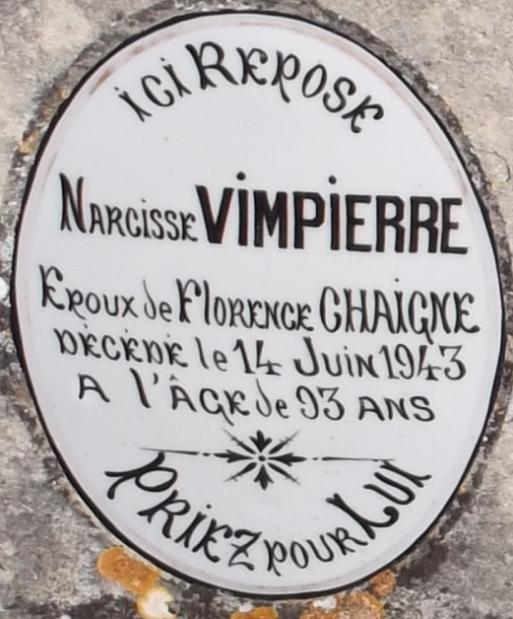 ICI REPOSE
NARCISSE VIMPIERRE
EPOUX de FLORENCE CHAIGNE
DÉCÉDÉ le 14 JUIN 1943
A l'ÂGE de 93 ANS
PRIEZ POUR LUI